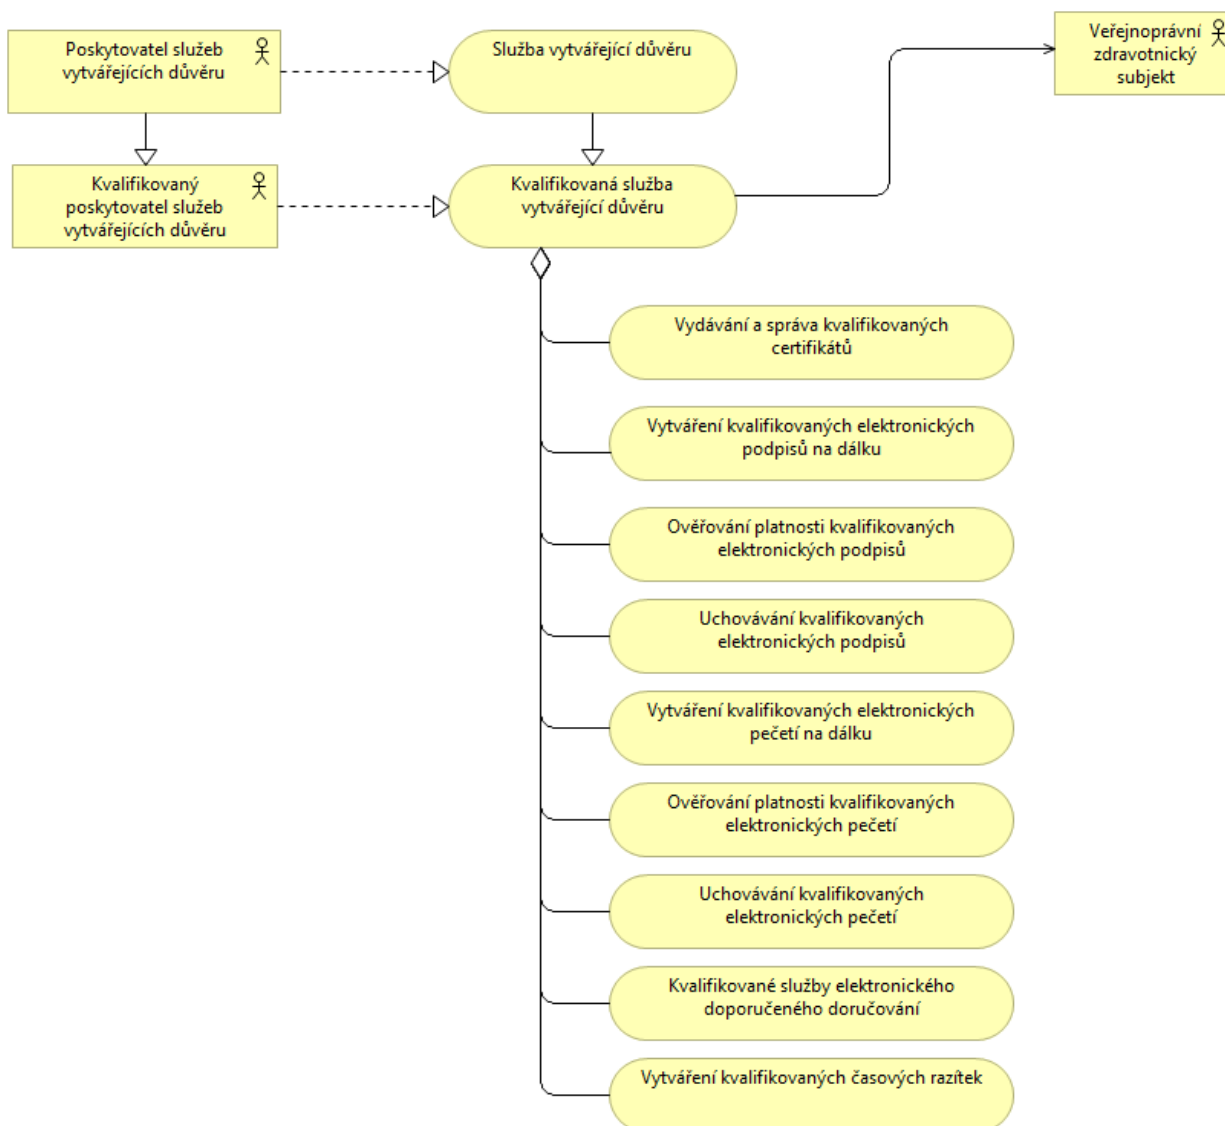 Poskytovatel služeb
vytvářejících důvěru
Služba vytvářející důvěru
Veřejnoprávní
zdravotnický
subjekt
Kvalifikovaný
poskytovatel služeb
vytvářejících důvěru
Kvalifikovaná služba
vytvářející důvěru
Vydávání a správa kvalifikovaných
certifikátů
Vytváření kvalifikovaných elektronických
podpisů na dálku
Ověřování platnosti kvalifikovaných
elektronických podpisů
Uchovávání kvalifikovaných
elektronických podpisů
Vytváření kvalifikovaných elektronických
pečetí na dálku
Ověřování platnosti kvalifikovaných
elektronických pečetí
Uchovávání kvalifikovaných
elektronických pečetí
Kvalifikované služby elektronického
doporučeného doručování
Vytváření kvalifikovaných časových razítek